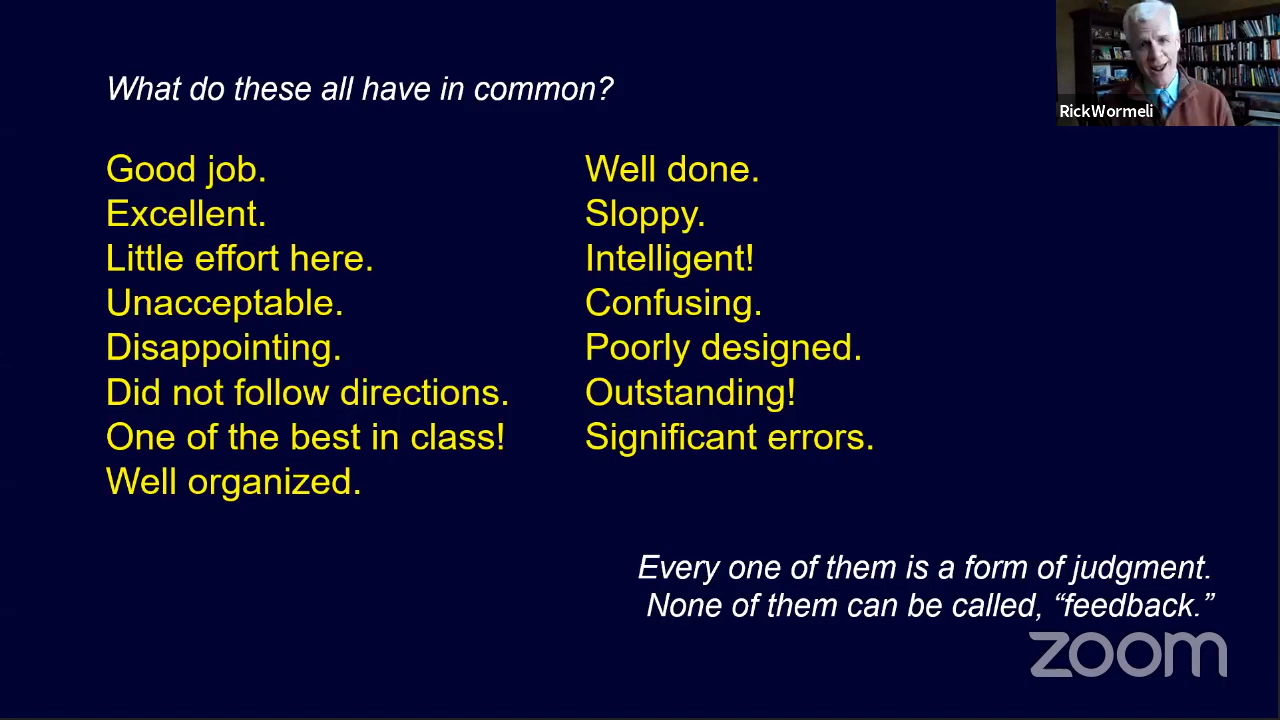 What do these all have in common?
Good job.
Excellent.
Little effort here.
Unacceptable.
Disappointing.
Did not follow directions.
One of the best in class!
Well organized.
Well done.
Sloppy.
Intelligent!
Confusing.
Poorly designed.
Outstanding!
Significant errors.
Every one of them is a form of judgment.
None of them can be called, “feedback.”
RickWormeli
zoom